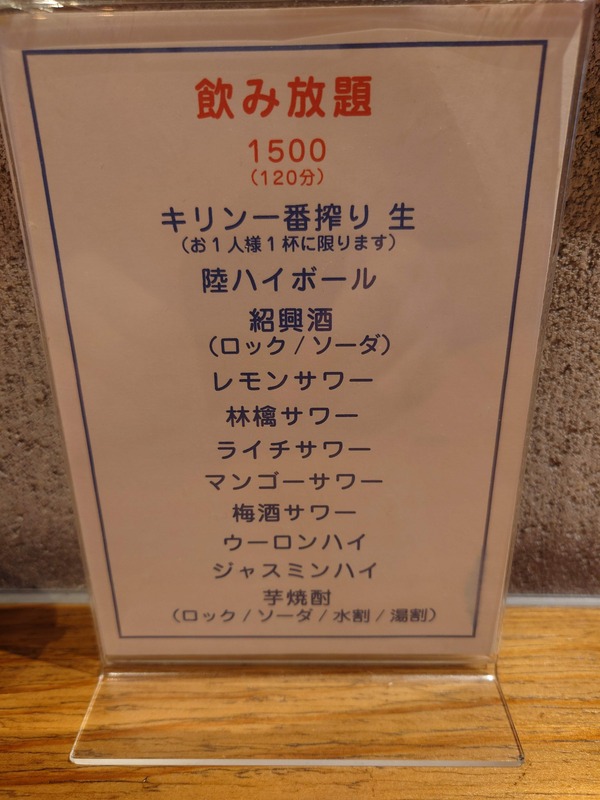 飲み放題
1500
（120分）
キリン一番搾り 生
（お１人様１杯に限ります）
陸ハイボール
紹興酒
（ロック / ソーダ）
レモンサワー
林檎サワー
ライチサワー
マンゴーサワー
梅酒サワー
ウーロンハイ
ジャスミンハイ
芋焼酎
（ロック / ソーダ / 水割 / 湯割）